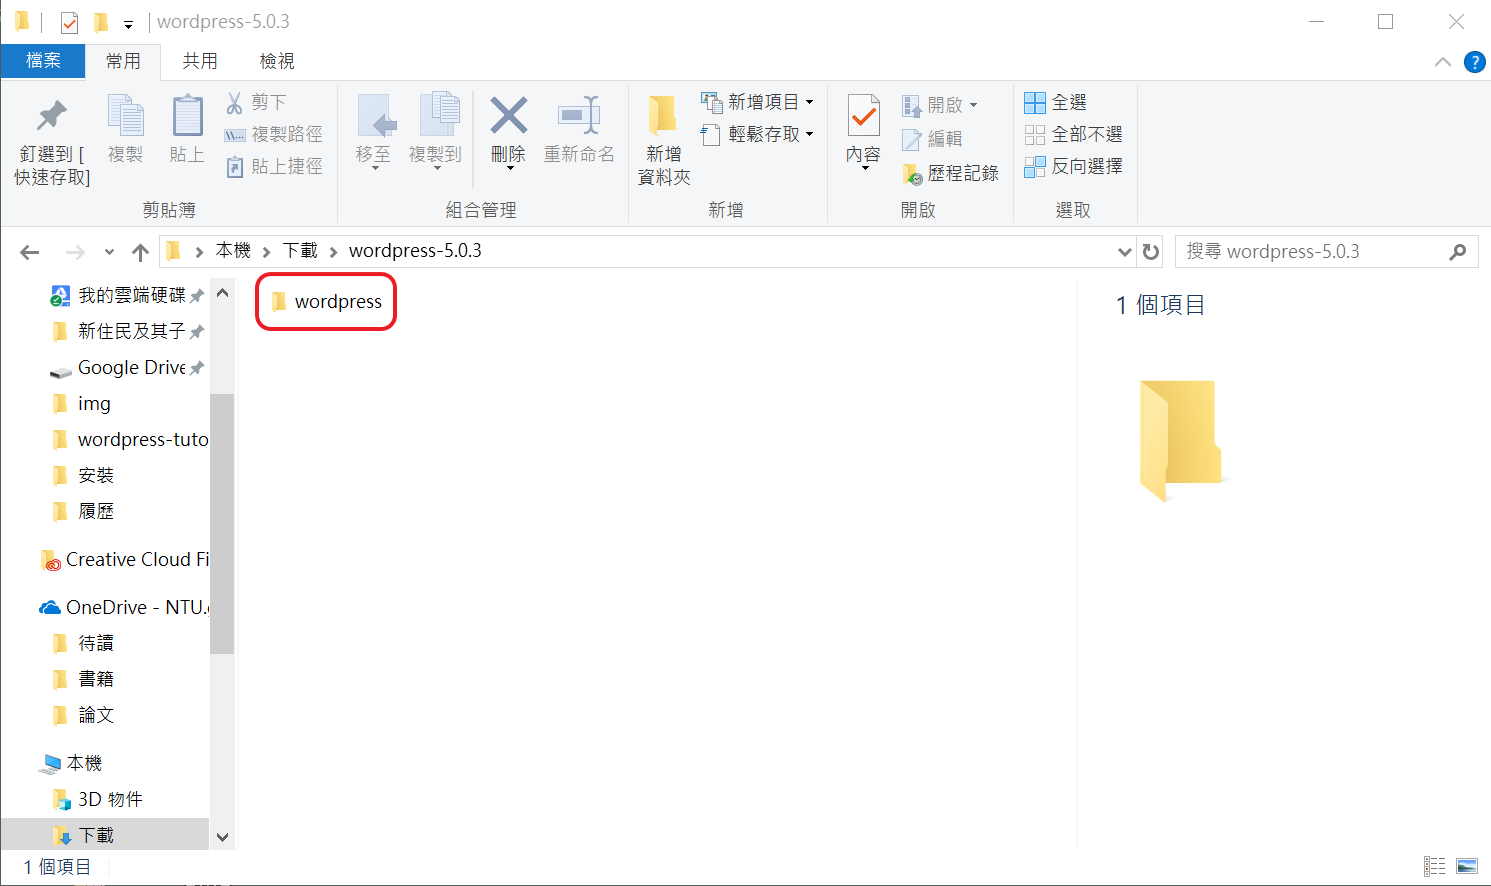 wordpress-5.0.3
檔案
常用
共用
檢視
釘選到 [
快速存取]
複製
貼上
剪下
複製路徑
貼上捷徑
剪貼簿
移至
複製到
刪除
重新命名
組合管理
新增
資料夾
新增項目
輕鬆存取
新增
內容
開啟
編輯
歷程記錄
開啟
全選
全部不選
反向選擇
選取
本機
下載
wordpress-5.0.3
搜尋 wordpress-5.0.3
我的雲端硬碟
新住民及其子
Google Drive
img
wordpress-tuto
安裝
履歷
Creative Cloud Fi
OneDrive - NTU.
待讀
書籍
論文
本機
3D 物件
下載
wordpress
1 個項目
1 個項目